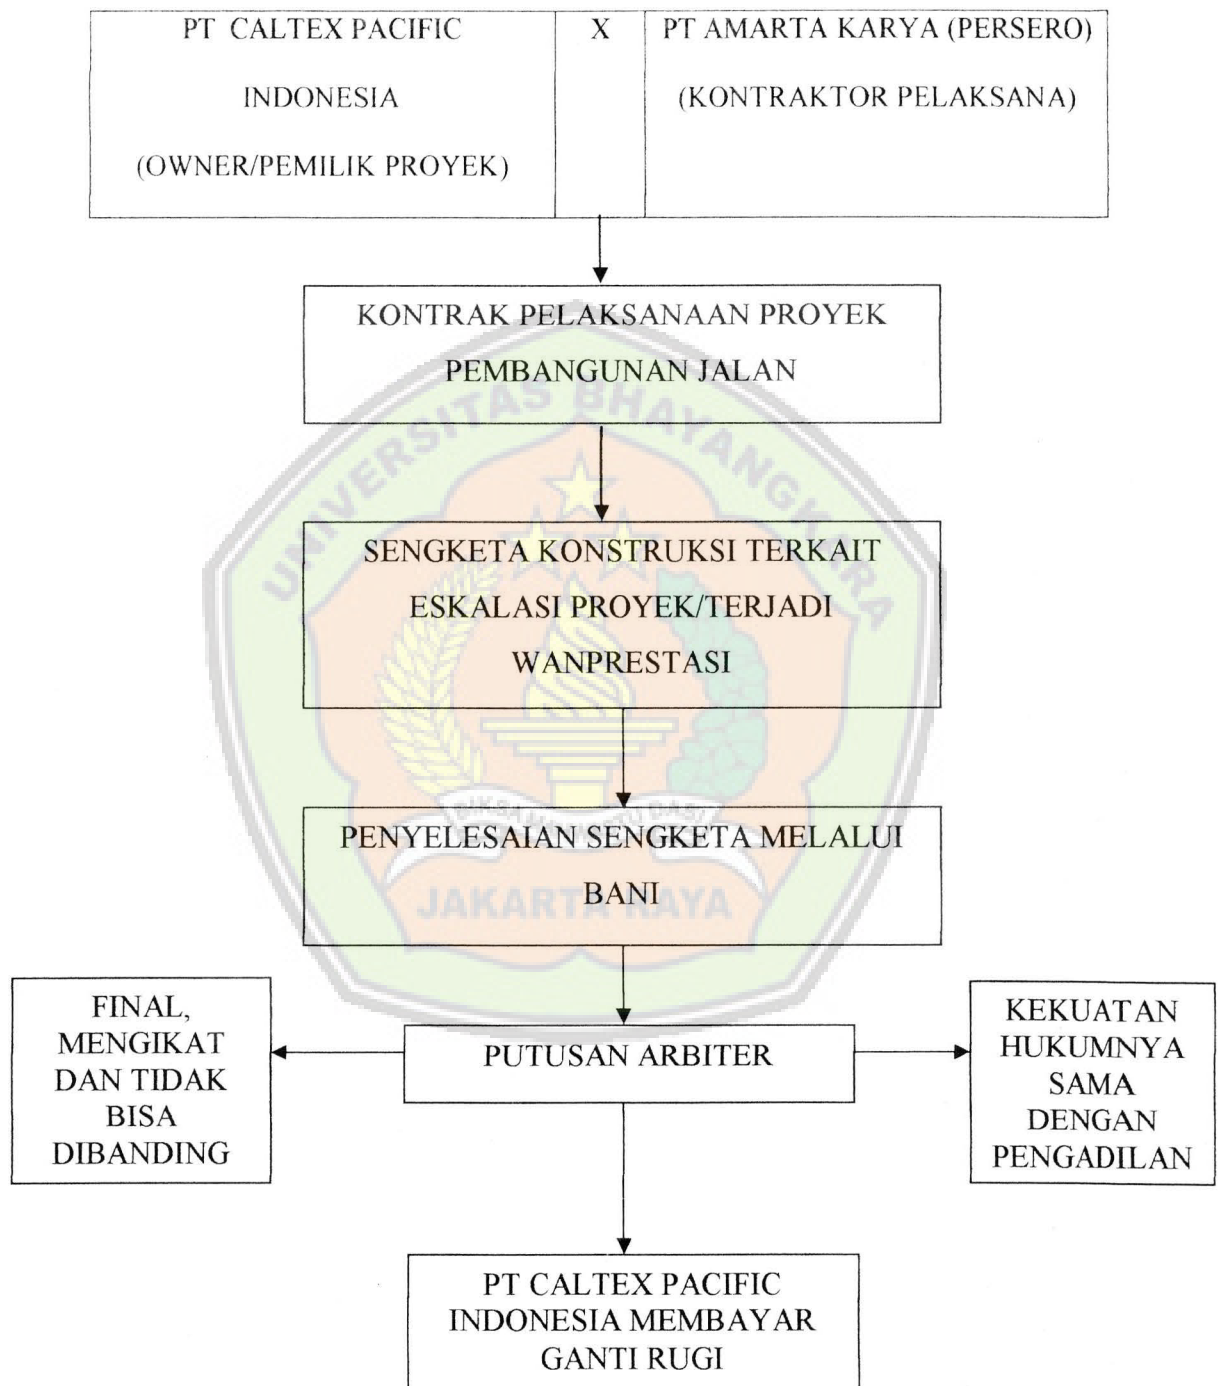 PT CALTEX PACIFIC
INDONESIA
(OWNER/PEMILIK PROYEK)
X
PT AMARTA KARYA (PERSERO)
(KONTRAKTOR PELAKSANA)
KONTRAK PELAKSANAAN PROYEK
PEMBANGUNAN JALAN
UNIVERSITAS BHAYANGKARA
SENGKETA KONSTRUKSI TERKAIT
ESKALASI PROYEK/TERJADI
WANPRESTASI
PENYELESAIAN SENGKETA MELALUI
BANI
JAKARTA RAYA
FINAL,
MENGIKAT
DAN TIDAK
BISA
DIBANDING
PUTUSAN ARBITER
KEKUATAN
HUKUMNYA
SAMA
DENGAN
PENGADILAN
PT CALTEX PACIFIC
INDONESIA MEMBAYAR
GANTI RUGI